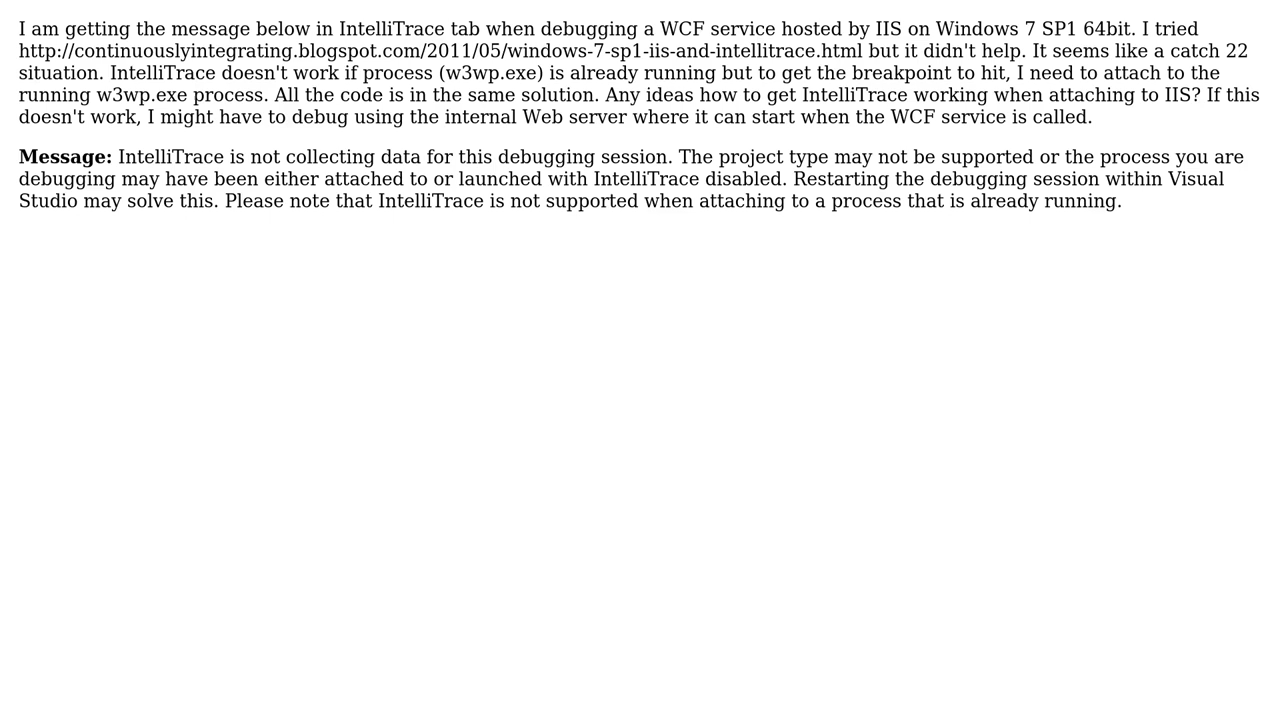 I am getting the message below in IntelliTrace tab when debugging a WCF service hosted by IIS on Windows 7 SP1 64bit. I tried
http://continuouslyintegrating.blogspot.com/2011/05/windows-7-sp1-iis-and-intellitrace.html but it didn't help. It seems like a catch 22
situation. IntelliTrace doesn't work if process (w3wp.exe) is already running but to get the breakpoint to hit, I need to attach to the
running w3wp.exe process. All the code is in the same solution. Any ideas how to get IntelliTrace working when attaching to IIS? If this
doesn't work, I might have to debug using the internal Web server where it can start when the WCF service is called.
Message: IntelliTrace is not collecting data for this debugging session. The project type may not be supported or the process you are
debugging may have been either attached to or launched with IntelliTrace disabled. Restarting the debugging session within Visual
Studio may solve this. Please note that IntelliTrace is not supported when attaching to a process that is already running.